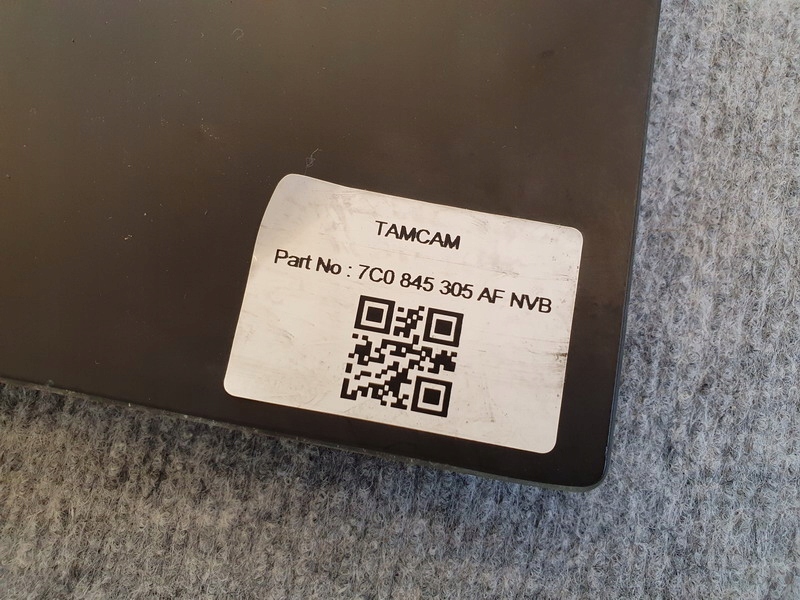 TAMCAM
Part No : 7C0 845 305 AF NVB